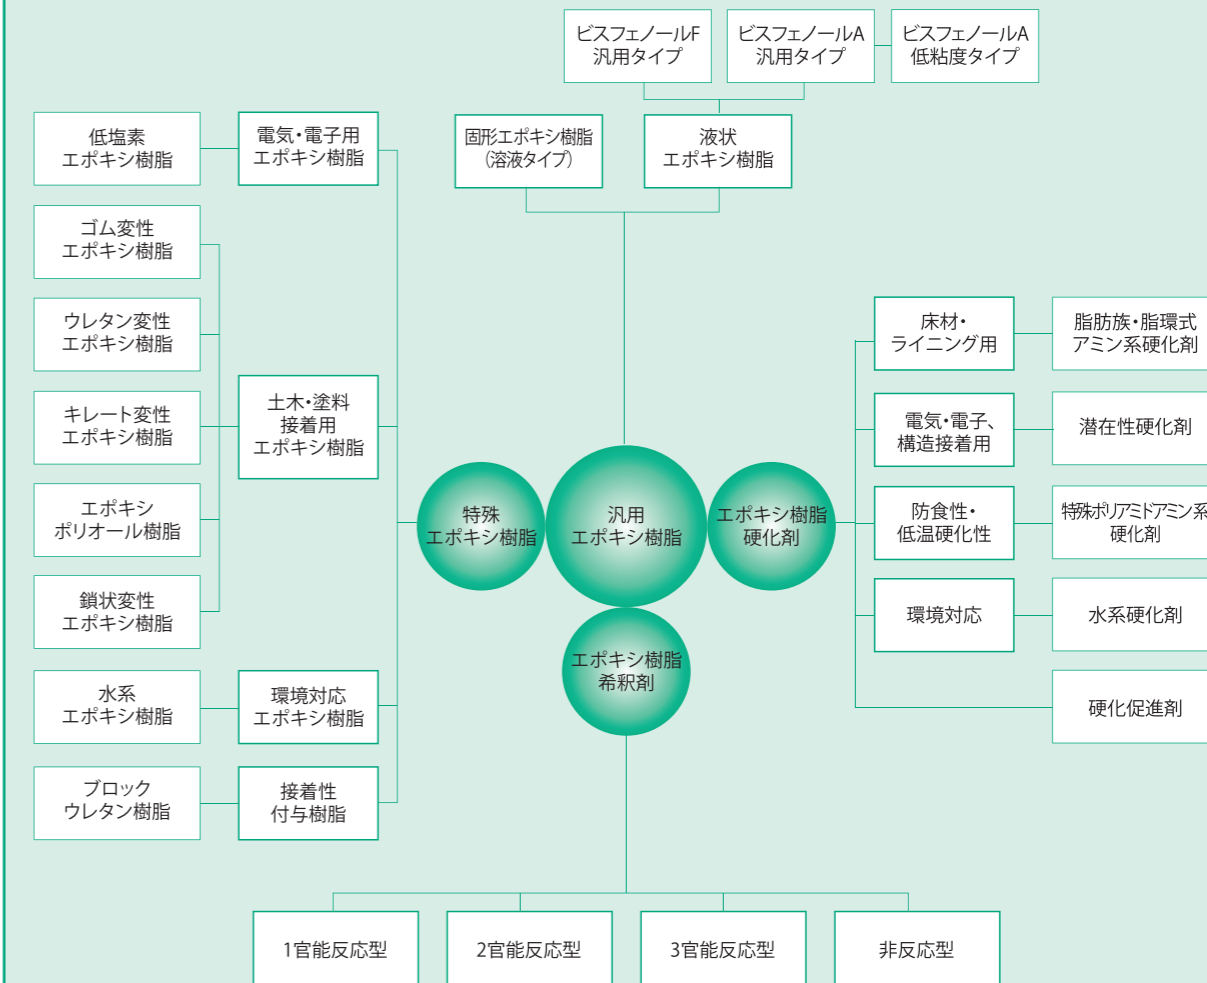 ビスフェノールF
汎用タイプ
ビスフェノールA
汎用タイプ
ビスフェノールA
低粘度タイプ
固形エポキシ樹脂
（溶液タイプ）
液状
エポキシ樹脂
低塩素
エポキシ樹脂
電気・電子用
エポキシ樹脂
ゴム変性
エポキシ樹脂
ウレタン変性
エポキシ樹脂
キレート変性
エポキシ樹脂
エポキシ
ポリオール樹脂
鎖状変性
エポキシ樹脂
土木・塗料
接着用
エポキシ樹脂
水系
エポキシ樹脂
環境対応
エポキシ樹脂
ブロック
ウレタン樹脂
接着性
付与樹脂
特殊
エポキシ樹脂
汎用
エポキシ樹脂
エポキシ樹脂
硬化剤
エポキシ樹脂
希釈剤
床材・
ライニング用
脂肪族・脂環式
アミン系硬化剤
電気・電子、
構造接着用
潜在性硬化剤
防食性・
低温硬化性
特殊ポリアミドアミン系
硬化剤
環境対応
水系硬化剤
硬化促進剤
1官能反応型
2官能反応型
3官能反応型
非反応型